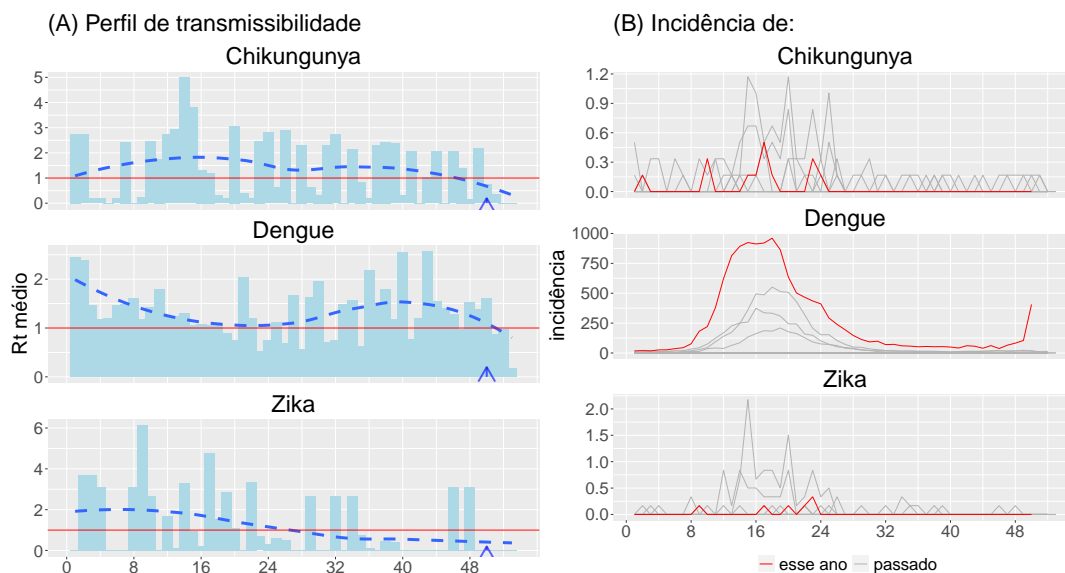 (A) Perfil de transmissibilidade
Chikungunya
5
4
3
2
1
0
Dengue
Rt médio
2
1
0
Zika
6
4
2
0
0 8 16 24 32 40 48
(B) Incidência de:
Chikungunya
1.2
0.9
0.6
0.3
0.0
Dengue
incidência
1000
750
500
250
0
Zika
2.0
1.5
1.0
0.5
0.0
0 8 16 24 32 40 48
esse ano passado